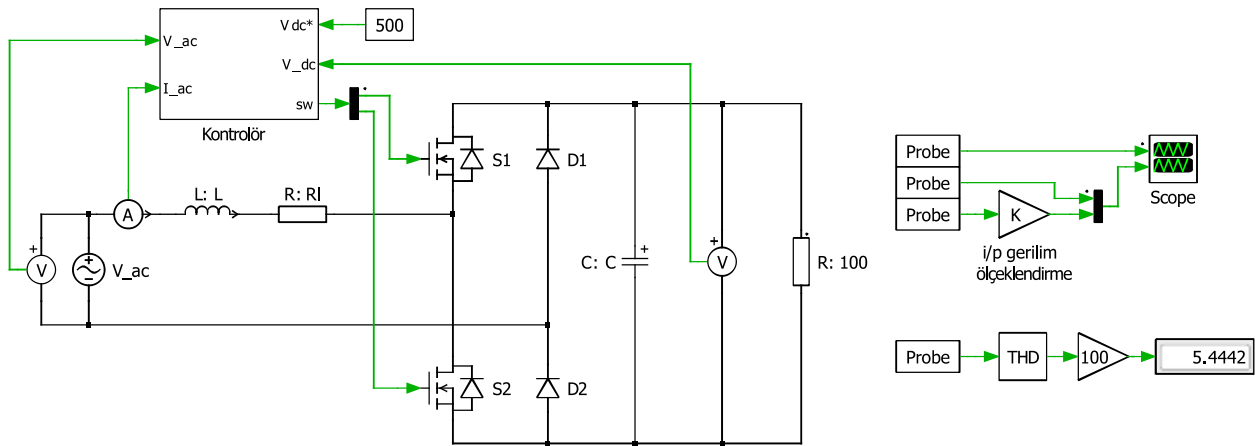 Vdc*
500
V_ac
V_dc
I_ac
sw
Kontrolör
S1
D1
Probe
Probe
Probe
K
Scope
i/p gerilim
ölçeklendirme
L: L
R: Rl
A
V
V_ac
C: C
V
R: 100
S2
D2
Probe
THD
100
5.4442